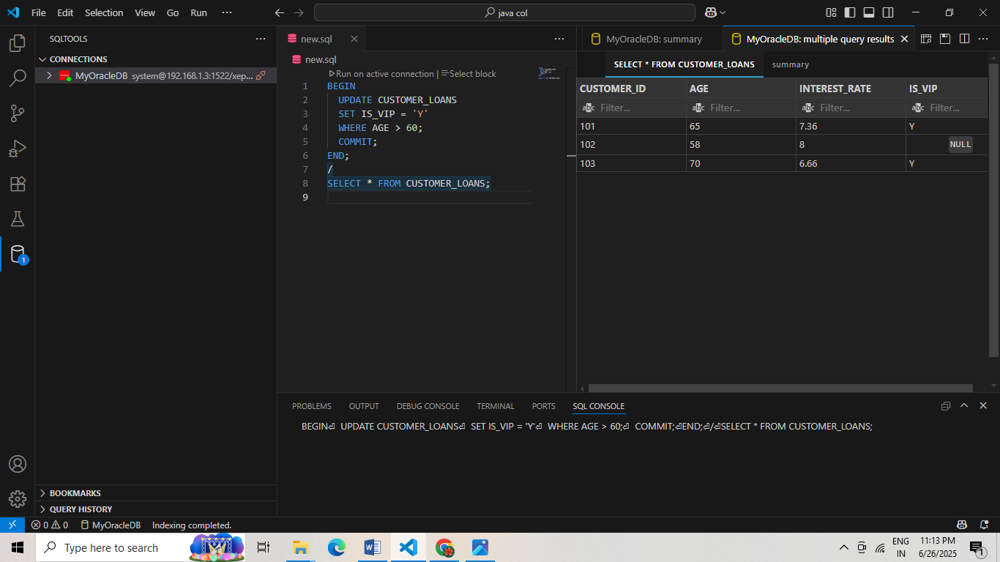 File Edit Selection View Go Run ···
java col
SQLTOOLS
CONNECTIONS
MyOracleDB system@192.168.1.3:1522/xep...
BOOKMARKS
QUERY HISTORY
new.sql
new.sql
Run on active connection | Select block
1 BEGIN
2 UPDATE CUSTOMER_LOANS
3 SET IS_VIP = 'Y'
4 WHERE AGE > 60;
5 COMMIT;
6 END;
7 /
8 SELECT * FROM CUSTOMER_LOANS;
9
MyOracleDB: summary MyOracleDB: multiple query results
SELECT * FROM CUSTOMER_LOANS summary
CUSTOMER_ID AGE INTEREST_RATE IS_VIP
abc Filter... abc Filter... abc Filter... abc Filter...
101 65 7.36 Y
102 58 8 NULL
103 70 6.66 Y
PROBLEMS OUTPUT DEBUG CONSOLE TERMINAL PORTS SQL CONSOLE
BEGIN⏎ UPDATE CUSTOMER_LOANS⏎ SET IS_VIP = 'Y'⏎ WHERE AGE > 60;⏎ COMMIT;⏎END;⏎/⏎SELECT * FROM CUSTOMER_LOANS;
1
0 0 MyOracleDB Indexing completed.
Type here to search
ENG
IN
11:13 PM
6/26/2025
1